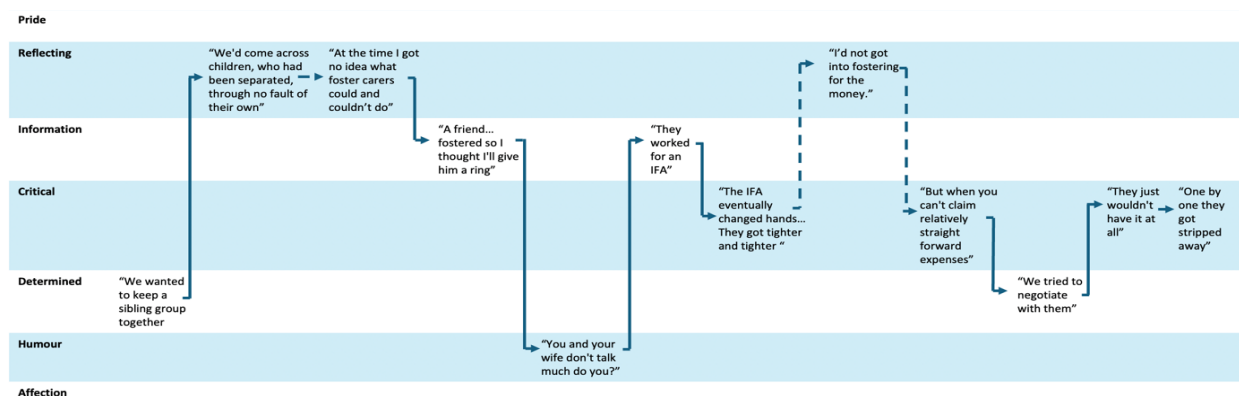 Pride
Reflecting
“We'd come across
children, who had
been separated,
through no fault of
their own”
“At the time I got
no idea what
foster carers
could and
couldn’t do”
“I’d not got
into fostering
for the
money.”
Information
“A friend...
fostered so I
thought I'll give
him a ring”
“They
worked
for an
IFA”
Critical
“The IFA
eventually
changed hands...
They got tighter
and tighter “
“But when you
can't claim
relatively
straight
forward
expenses”
“They just
wouldn't
have it at
all”
“One by
one they
got
stripped
away”
Determined
“We wanted
to keep a
sibling group
together
“We tried to
negotiate
with them”
Humour
“You and your
wife don't talk
much do you?”
Affection